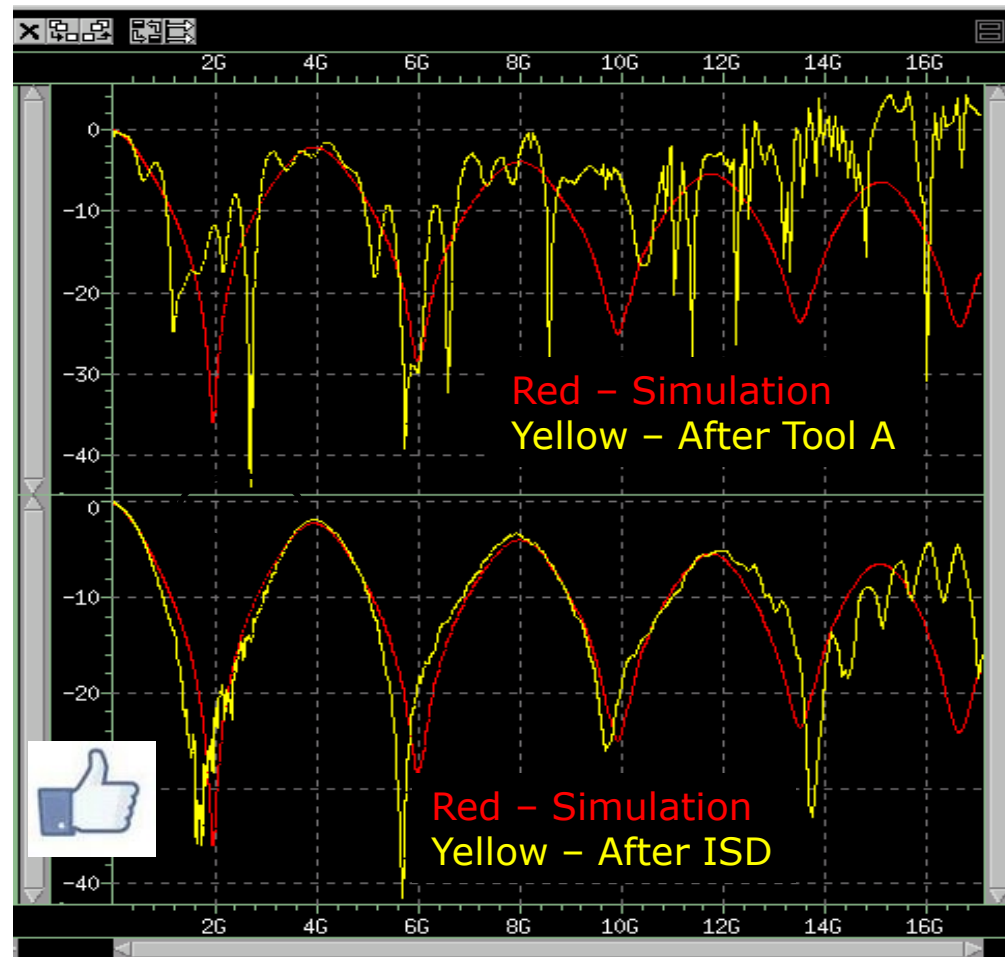 2G 4G 6G 8G 10G 12G 14G 16G
0
-10
-20
-30
-40
Red – Simulation
Yellow – After Tool A
0
-10
-20
-40
Red – Simulation
Yellow – After ISD
2G 4G 6G 8G 10G 12G 14G 16G